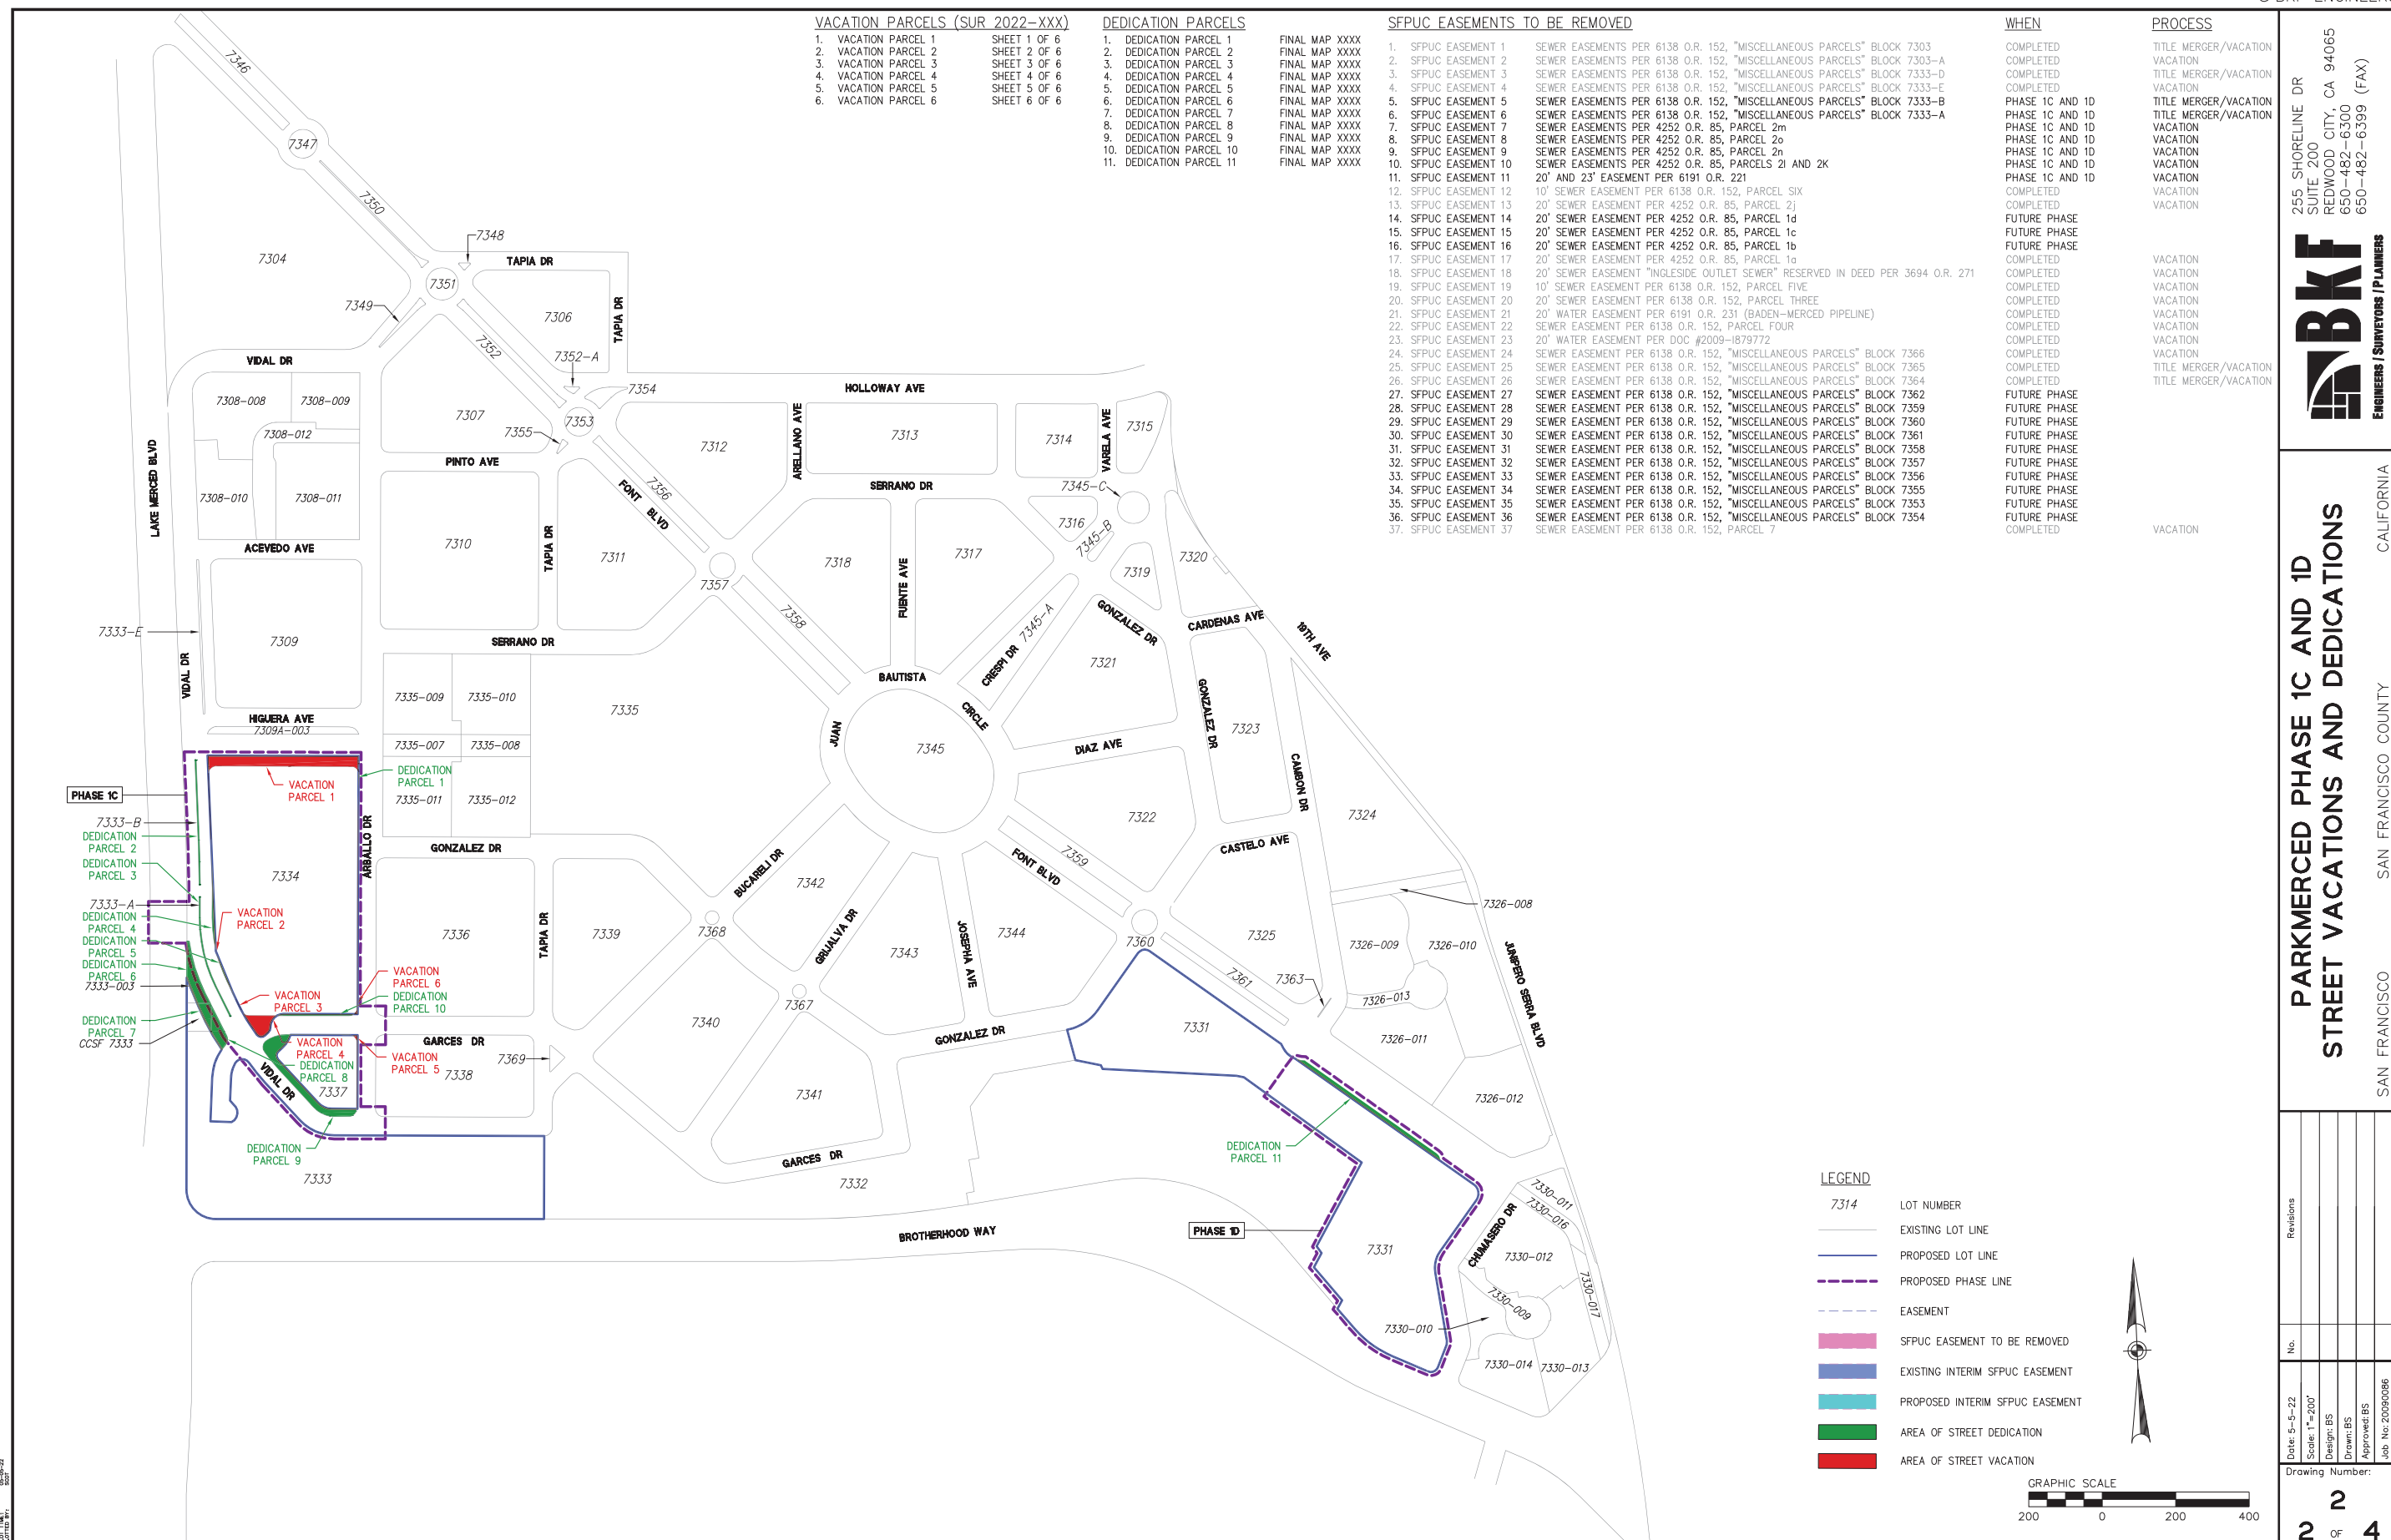 VACATION PARCELS (SUR 2022-XXX)
1. VACATION PARCEL 1 SHEET 1 OF 6
2. VACATION PARCEL 2 SHEET 2 OF 6
3. VACATION PARCEL 3 SHEET 3 OF 6
4. VACATION PARCEL 4 SHEET 4 OF 6
5. VACATION PARCEL 5 SHEET 5 OF 6
6. VACATION PARCEL 6 SHEET 6 OF 6
DEDICATION PARCELS
1. DEDICATION PARCEL 1 FINAL MAP XXXX
2. DEDICATION PARCEL 2 FINAL MAP XXXX
3. DEDICATION PARCEL 3 FINAL MAP XXXX
4. DEDICATION PARCEL 4 FINAL MAP XXXX
5. DEDICATION PARCEL 5 FINAL MAP XXXX
6. DEDICATION PARCEL 6 FINAL MAP XXXX
7. DEDICATION PARCEL 7 FINAL MAP XXXX
8. DEDICATION PARCEL 8 FINAL MAP XXXX
9. DEDICATION PARCEL 9 FINAL MAP XXXX
10. DEDICATION PARCEL 10 FINAL MAP XXXX
11. DEDICATION PARCEL 11 FINAL MAP XXXX
SFPUC EASEMENTS TO BE REMOVED WHEN PROCESS
1. SFPUC EASEMENT 1 SEWER EASEMENTS PER 6138 O.R. 152, "MISCELLANEOUS PARCELS" BLOCK 7303 COMPLETED TITLE MERGER/VACATION
2. SFPUC EASEMENT 2 SEWER EASEMENTS PER 6138 O.R. 152, "MISCELLANEOUS PARCELS" BLOCK 7303-A COMPLETED VACATION
3. SFPUC EASEMENT 3 SEWER EASEMENTS PER 6138 O.R. 152, "MISCELLANEOUS PARCELS" BLOCK 7333-D COMPLETED TITLE MERGER/VACATION
4. SFPUC EASEMENT 4 SEWER EASEMENTS PER 6138 O.R. 152, "MISCELLANEOUS PARCELS" BLOCK 7333-E COMPLETED VACATION
5. SFPUC EASEMENT 5 SEWER EASEMENTS PER 6138 O.R. 152, "MISCELLANEOUS PARCELS" BLOCK 7333-B PHASE 1C AND 1D TITLE MERGER/VACATION
6. SFPUC EASEMENT 6 SEWER EASEMENTS PER 6138 O.R. 152, "MISCELLANEOUS PARCELS" BLOCK 7333-A PHASE 1C AND 1D TITLE MERGER/VACATION
7. SFPUC EASEMENT 7 SEWER EASEMENTS PER 4252 O.R. 85, PARCEL 2m PHASE 1C AND 1D VACATION
8. SFPUC EASEMENT 8 SEWER EASEMENTS PER 4252 O.R. 85, PARCEL 2o PHASE 1C AND 1D VACATION
9. SFPUC EASEMENT 9 SEWER EASEMENTS PER 4252 O.R. 85, PARCEL 2n PHASE 1C AND 1D VACATION
10. SFPUC EASEMENT 10 SEWER EASEMENTS PER 4252 O.R. 85, PARCELS 2l AND 2K PHASE 1C AND 1D VACATION
11. SFPUC EASEMENT 11 20' AND 23' EASEMENT PER 6191 O.R. 221 PHASE 1C AND 1D VACATION
12. SFPUC EASEMENT 12 10' SEWER EASEMENT PER 6138 O.R. 152, PARCEL SIX COMPLETED VACATION
13. SFPUC EASEMENT 13 20' SEWER EASEMENT PER 4252 O.R. 85, PARCEL 2j COMPLETED VACATION
14. SFPUC EASEMENT 14 20' SEWER EASEMENT PER 4252 O.R. 85, PARCEL 1d FUTURE PHASE
15. SFPUC EASEMENT 15 20' SEWER EASEMENT PER 4252 O.R. 85, PARCEL 1c FUTURE PHASE
16. SFPUC EASEMENT 16 20' SEWER EASEMENT PER 4252 O.R. 85, PARCEL 1b FUTURE PHASE
17. SFPUC EASEMENT 17 20' SEWER EASEMENT PER 4252 O.R. 85, PARCEL 1a COMPLETED VACATION
18. SFPUC EASEMENT 18 20' SEWER EASEMENT "INGLESIDE OUTLET SEWER" RESERVED IN DEED PER 3694 O.R. 271 COMPLETED VACATION
19. SFPUC EASEMENT 19 10' SEWER EASEMENT PER 6138 O.R. 152, PARCEL FIVE COMPLETED VACATION
20. SFPUC EASEMENT 20 20' SEWER EASEMENT PER 6138 O.R. 152, PARCEL THREE COMPLETED VACATION
21. SFPUC EASEMENT 21 20' WATER EASEMENT PER 6191 O.R. 231 (BADEN-MERCED PIPELINE) COMPLETED VACATION
22. SFPUC EASEMENT 22 SEWER EASEMENT PER 6138 O.R. 152, PARCEL FOUR COMPLETED VACATION
23. SFPUC EASEMENT 23 20' WATER EASEMENT PER DOC #2009-I879772 COMPLETED VACATION
24. SFPUC EASEMENT 24 SEWER EASEMENT PER 6138 O.R. 152, "MISCELLANEOUS PARCELS" BLOCK 7366 COMPLETED VACATION
25. SFPUC EASEMENT 25 SEWER EASEMENT PER 6138 O.R. 152, "MISCELLANEOUS PARCELS" BLOCK 7365 COMPLETED TITLE MERGER/VACATION
26. SFPUC EASEMENT 26 SEWER EASEMENT PER 6138 O.R. 152, "MISCELLANEOUS PARCELS" BLOCK 7364 COMPLETED TITLE MERGER/VACATION
27. SFPUC EASEMENT 27 SEWER EASEMENT PER 6138 O.R. 152, "MISCELLANEOUS PARCELS" BLOCK 7362 FUTURE PHASE
28. SFPUC EASEMENT 28 SEWER EASEMENT PER 6138 O.R. 152, "MISCELLANEOUS PARCELS" BLOCK 7359 FUTURE PHASE
29. SFPUC EASEMENT 29 SEWER EASEMENT PER 6138 O.R. 152, "MISCELLANEOUS PARCELS" BLOCK 7360 FUTURE PHASE
30. SFPUC EASEMENT 30 SEWER EASEMENT PER 6138 O.R. 152, "MISCELLANEOUS PARCELS" BLOCK 7361 FUTURE PHASE
31. SFPUC EASEMENT 31 SEWER EASEMENT PER 6138 O.R. 152, "MISCELLANEOUS PARCELS" BLOCK 7358 FUTURE PHASE
32. SFPUC EASEMENT 32 SEWER EASEMENT PER 6138 O.R. 152, "MISCELLANEOUS PARCELS" BLOCK 7357 FUTURE PHASE
33. SFPUC EASEMENT 33 SEWER EASEMENT PER 6138 O.R. 152, "MISCELLANEOUS PARCELS" BLOCK 7356 FUTURE PHASE
34. SFPUC EASEMENT 34 SEWER EASEMENT PER 6138 O.R. 152, "MISCELLANEOUS PARCELS" BLOCK 7355 FUTURE PHASE
35. SFPUC EASEMENT 35 SEWER EASEMENT PER 6138 O.R. 152, "MISCELLANEOUS PARCELS" BLOCK 7353 FUTURE PHASE
36. SFPUC EASEMENT 36 SEWER EASEMENT PER 6138 O.R. 152, "MISCELLANEOUS PARCELS" BLOCK 7354 FUTURE PHASE
37. SFPUC EASEMENT 37 SEWER EASEMENT PER 6138 O.R. 152, PARCEL 7 COMPLETED VACATION
7346
7347
7350
7348
TAPIA DR
7304
7351
7349
7306
TAPIA DR
7352
7352-A
VIDAL DR
7354
HOLLOWAY AVE
7308-008
7308-009
7307
7353
7355
7308-012
7312
ARELLANO AVE
7313
7314
VARELA AVE
7315
LAKE MERCED BLVD
PINTO AVE
7308-010
7308-011
FONT BLVD
7356
SERRANO DR
7345-C
7316
7345-B
ACEVEDO AVE
7310
TAPIA DR
7311
7357
7318
FUENTE AVE
7317
7319
7320
7333-E
7309
VIDAL DR
SERRANO DR
7358
CRESPI DR
7345-A
GONZALEZ DR
CARDENAS AVE
19TH AVE
7321
BAUTISTA
7335-009
7335-010
7335
JUAN
CIRCLE
GONZALEZ DR
7323
HIGUERA AVE
7309A-003
7335-007
7335-008
7345
DIAZ AVE
CAMBON DR
VACATION
PARCEL 1
DEDICATION
PARCEL 1
PHASE 1C
7335-011
7335-012
7322
7324
7333-B
DEDICATION
PARCEL 2
ARBALLO DR
GONZALEZ DR
DEDICATION
PARCEL 3
7334
BUCARELI DR
7342
FONT BLVD
7359
CASTELO AVE
7333-A
DEDICATION
PARCEL 4
VACATION
PARCEL 2
7326-008
DEDICATION
PARCEL 5
7336
TAPIA DR
7339
7368
GRIJALVA DR
7343
JOSEPHA AVE
7344
7360
7325
7326-009
7326-010
DEDICATION
PARCEL 6
7333-003
VACATION
PARCEL 6
7361
7363
JUNIPERO SERRA BLVD
VACATION
PARCEL 3
DEDICATION
PARCEL 10
7367
7326-013
DEDICATION
PARCEL 7
CCSF 7333
7340
GONZALEZ DR
7331
7326-011
VACATION
PARCEL 4
GARCES DR
VACATION
PARCEL 5
7369
DEDICATION
PARCEL 8
VIDAL DR
7337
7338
7341
7326-012
DEDICATION
PARCEL 9
7333
GARCES DR
7332
DEDICATION
PARCEL 11
BROTHERHOOD WAY
PHASE 1D
7331
7330-011
7330-016
CHUMASERO DR
7330-012
7330-017
7330-009
7330-010
7330-014
7330-013
LEGEND
7314 LOT NUMBER
EXISTING LOT LINE
PROPOSED LOT LINE
PROPOSED PHASE LINE
EASEMENT
SFPUC EASEMENT TO BE REMOVED
EXISTING INTERIM SFPUC EASEMENT
PROPOSED INTERIM SFPUC EASEMENT
AREA OF STREET DEDICATION
AREA OF STREET VACATION
GRAPHIC SCALE
200 0 200 400
255 SHORELINE DR
SUITE 200
REDWOOD CITY, CA 94065
650-482-6300
650-482-6399 (FAX)
BKF
ENGINEERS / SURVEYORS / PLANNERS
PARKMERCED PHASE 1C AND 1D
STREET VACATIONS AND DEDICATIONS
SAN FRANCISCO SAN FRANCISCO COUNTY CALIFORNIA
Revisions
No.
Date: 5-5-22
Scale: 1"=200'
Design: BS
Drawn: BS
Approved: BS
Job No: 20090086
Drawing Number:
2
2 OF 4